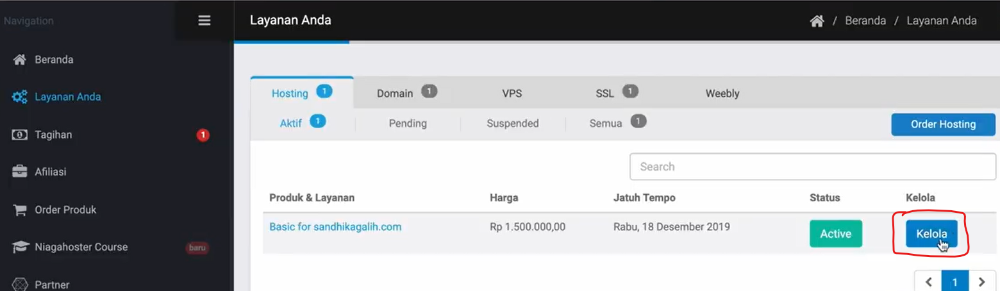 Navigation
Layanan Anda
/ Beranda / Layanan Anda
Beranda
Layanan Anda
Tagihan 1
Afiliasi
Order Produk
Niagahoster Course baru
Partner
Hosting 1 Domain 1 VPS SSL 1 Weebly
Aktif 1 Pending Suspended Semua 1 Order Hosting
Search
Produk & Layanan Harga Jatuh Tempo Status Kelola
Basic for sandhikagalih.com Rp 1.500.000,00 Rabu, 18 Desember 2019 Active Kelola
1